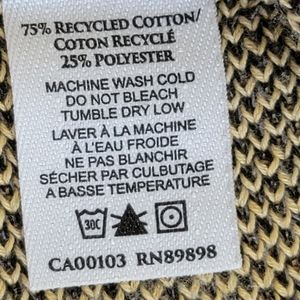 75% RECYCLED COTTON/
COTON RECYCLÉ
25% POLYESTER
MACHINE WASH COLD
DO NOT BLEACH
TUMBLE DRY LOW
LAVER À LA MACHINE
À L'EAU FROIDE
NE PAS BLANCHIR
SÉCHER PAR CULBUTAGE
A BASSE TEMPÉRATURE
30C
CA00103 RN89898